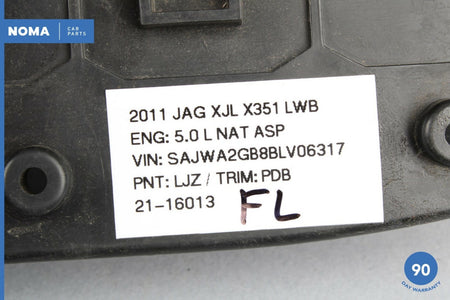 NOMA CAR PARTS
2011 JAG XJL X351 LWB
ENG: 5.0 L NAT ASP
VIN: SAJWA2GB8BLV06317
PNT: LJZ / TRIM: PDB
21-16013 FL
90
DAY WARRANTY